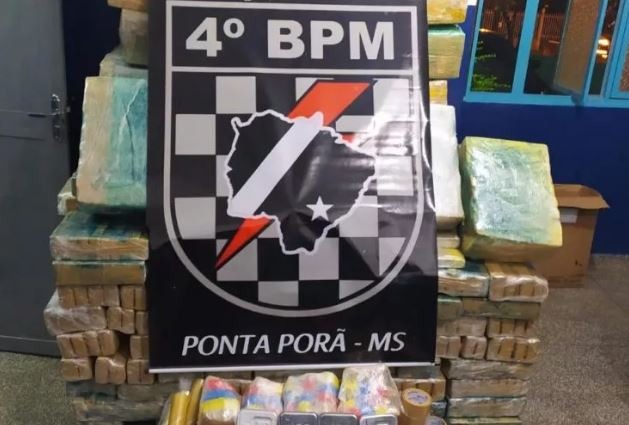 4º BPM
PONTA PORÃ - MS